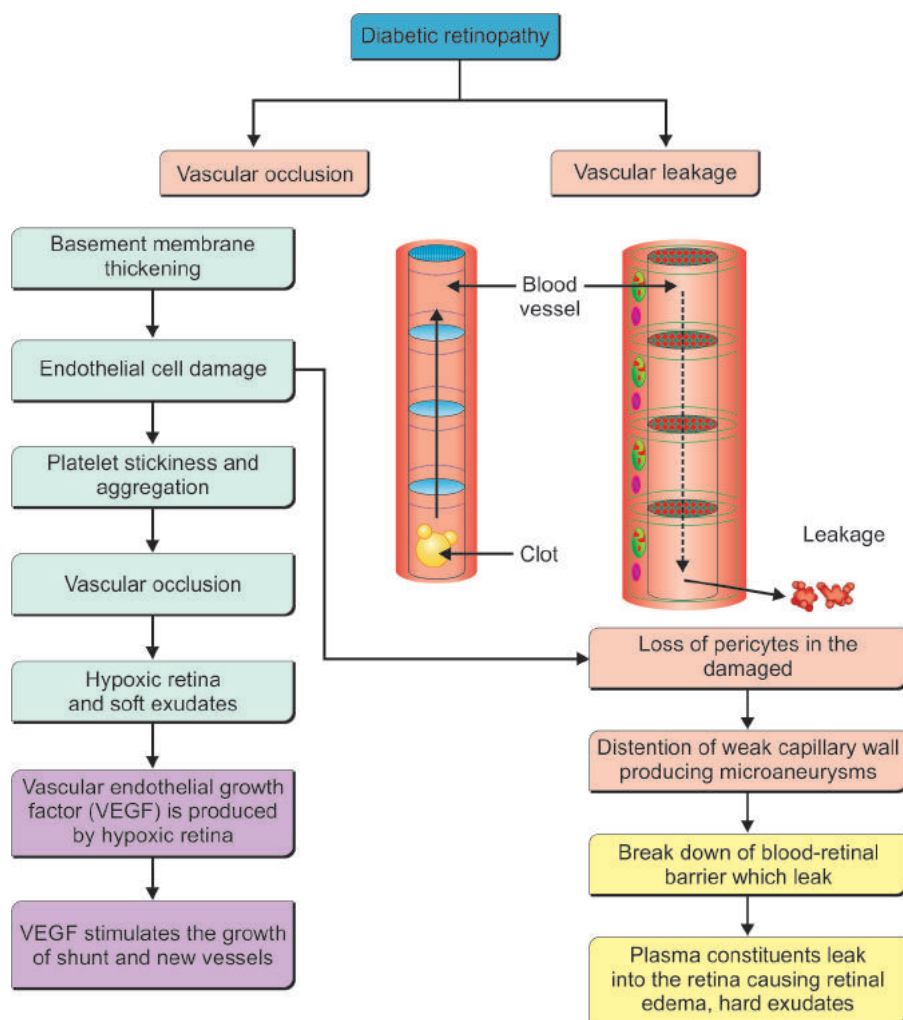 Diabetic retinopathy
Vascular occlusion
Vascular leakage
Basement membrane
thickening
Endothelial cell damage
Platelet stickiness and
aggregation
Vascular occlusion
Hypoxic retina
and soft exudates
Vascular endothelial growth
factor (VEGF) is produced
by hypoxic retina
VEGF stimulates the growth
of shunt and new vessels
Blood
vessel
Clot
Leakage
Loss of pericytes in the
damaged
Distention of weak capillary wall
producing microaneurysms
Break down of blood-retinal
barrier which leak
Plasma constituents leak
into the retina causing retinal
edema, hard exudates